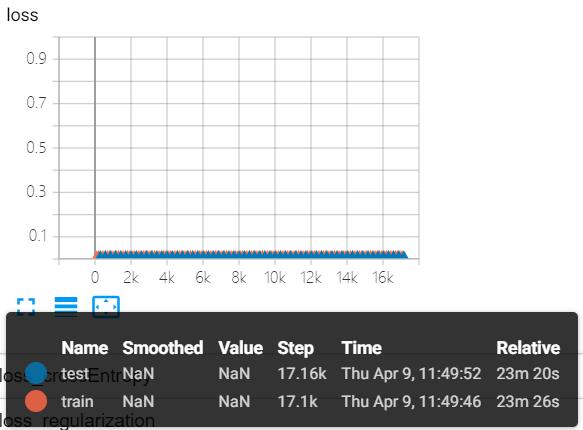 loss
0.9
0.7
0.5
0.3
0.1
0 2k 4k 6k 8k 10k 12k 14k 16k
Name Smoothed Value Step Time Relative
loss_crossEntropy
test NaN NaN 17.16k Thu Apr 9, 11:49:52 23m 20s
train NaN NaN 17.1k Thu Apr 9, 11:49:46 23m 26s
loss_regularization